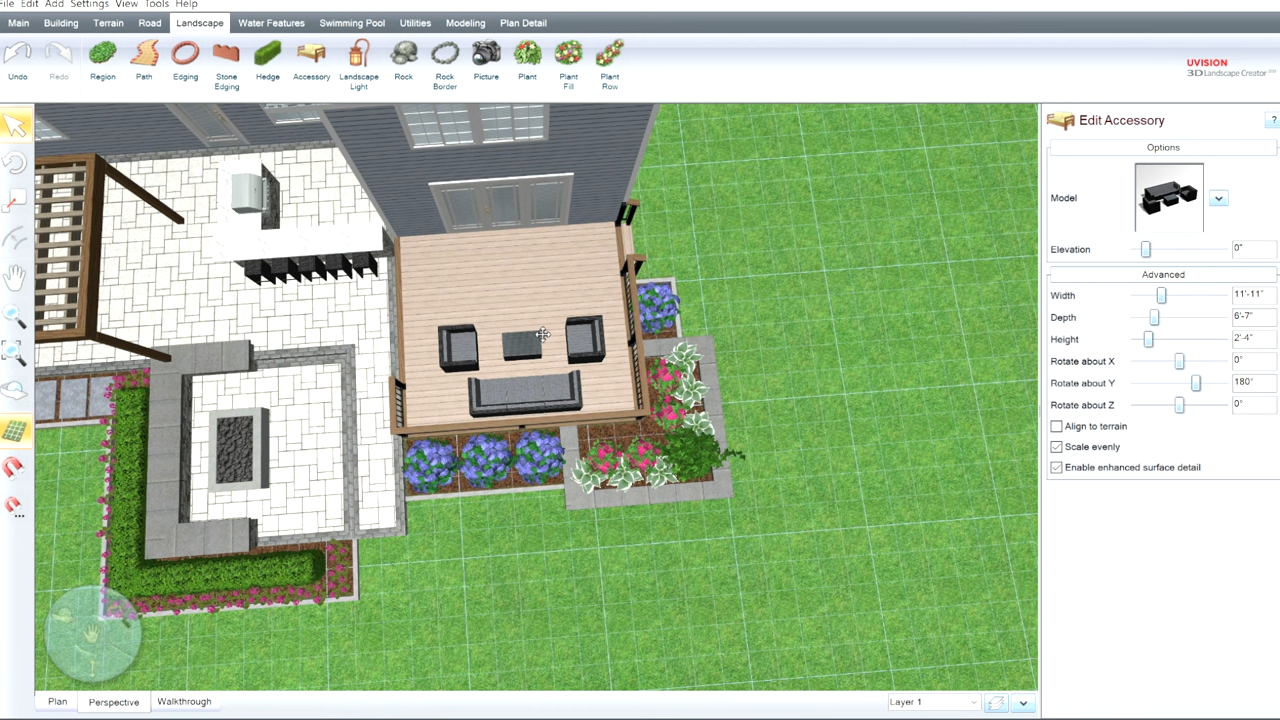 File Edit Add Settings View Tools Help
Main Building Terrain Road Landscape Water Features Swimming Pool Utilities Modeling Plan Detail
Undo Redo Region Path Edging Stone Edging Hedge Accessory Landscape Light Rock Rock Border Picture Plant Plant Fill Plant Row
UVISION
3D Landscape Creator
Edit Accessory ?
Options
Model
Elevation 0"
Advanced
Width 11'-11"
Depth 6'-7"
Height 2'-4"
Rotate about X 0°
Rotate about Y 180°
Rotate about Z 0°
Align to terrain
Scale evenly
Enable enhanced surface detail
Plan Perspective Walkthrough Layer 1